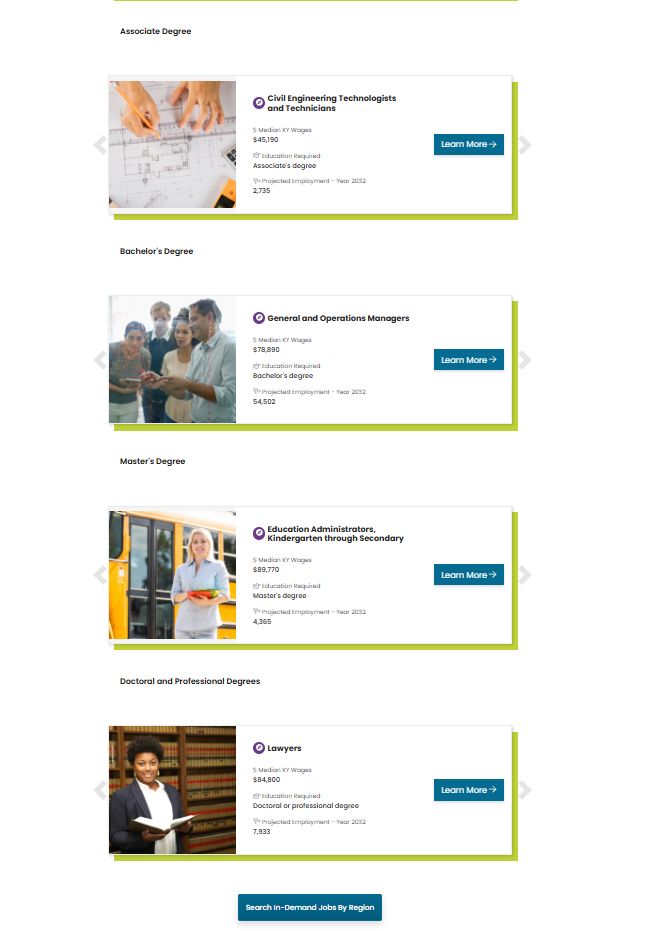 Associate Degree
Civil Engineering Technologists
and Technicians
$ Median KY Wages
$45,190
Education Required
Associate's degree
Projected Employment - Year 2032
2,735
Learn More
Bachelor's Degree
General and Operations Managers
$ Median KY Wages
$78,890
Education Required
Bachelor's degree
Projected Employment - Year 2032
54,502
Learn More
Master's Degree
Education Administrators,
Kindergarten through Secondary
$ Median KY Wages
$89,770
Education Required
Master's degree
Projected Employment - Year 2032
4,365
Learn More
Doctoral and Professional Degrees
Lawyers
$ Median KY Wages
$84,800
Education Required
Doctoral or professional degree
Projected Employment - Year 2032
7,933
Learn More
Search In-Demand Jobs By Region